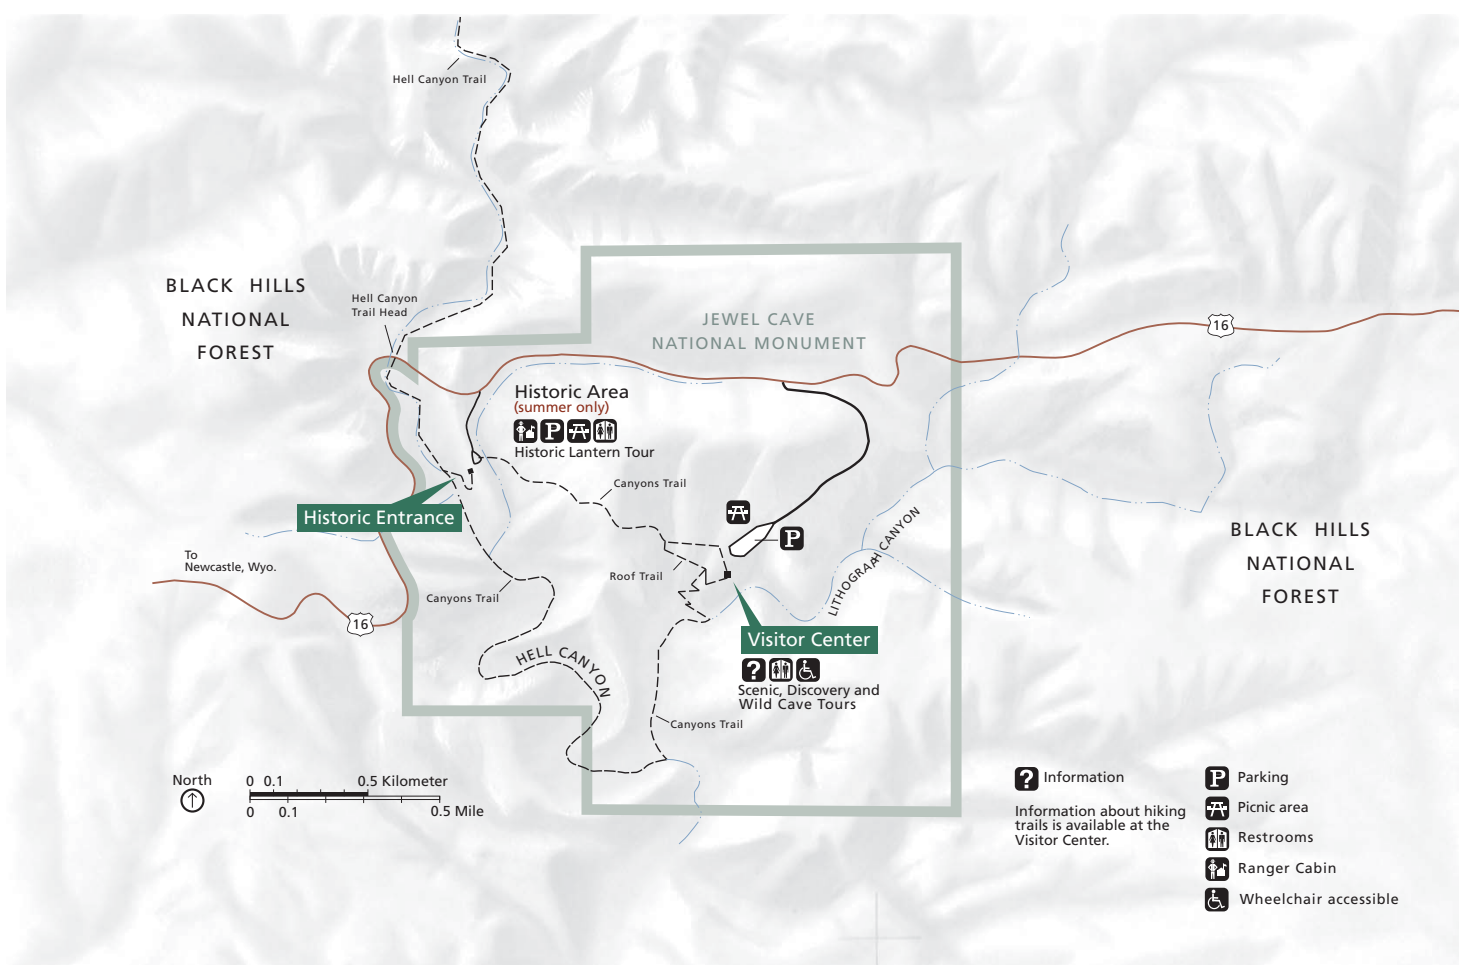 Hell Canyon Trail
BLACK HILLS
NATIONAL
FOREST
Hell Canyon
Trail Head
JEWEL CAVE
NATIONAL MONUMENT
16
Historic Area
(summer only)
P
Historic Lantern Tour
Canyons Trail
Historic Entrance
P
LITHOGRAPH CANYON
BLACK HILLS
NATIONAL
FOREST
To
Newcastle, Wyo.
16
Roof Trail
Canyons Trail
Visitor Center
HELL CANYON
?
Scenic, Discovery and
Wild Cave Tours
Canyons Trail
North
0 0.1 0.5 Kilometer
0 0.1 0.5 Mile
? Information
Information about hiking
trails is available at the
Visitor Center.
P Parking
Picnic area
Restrooms
Ranger Cabin
Wheelchair accessible